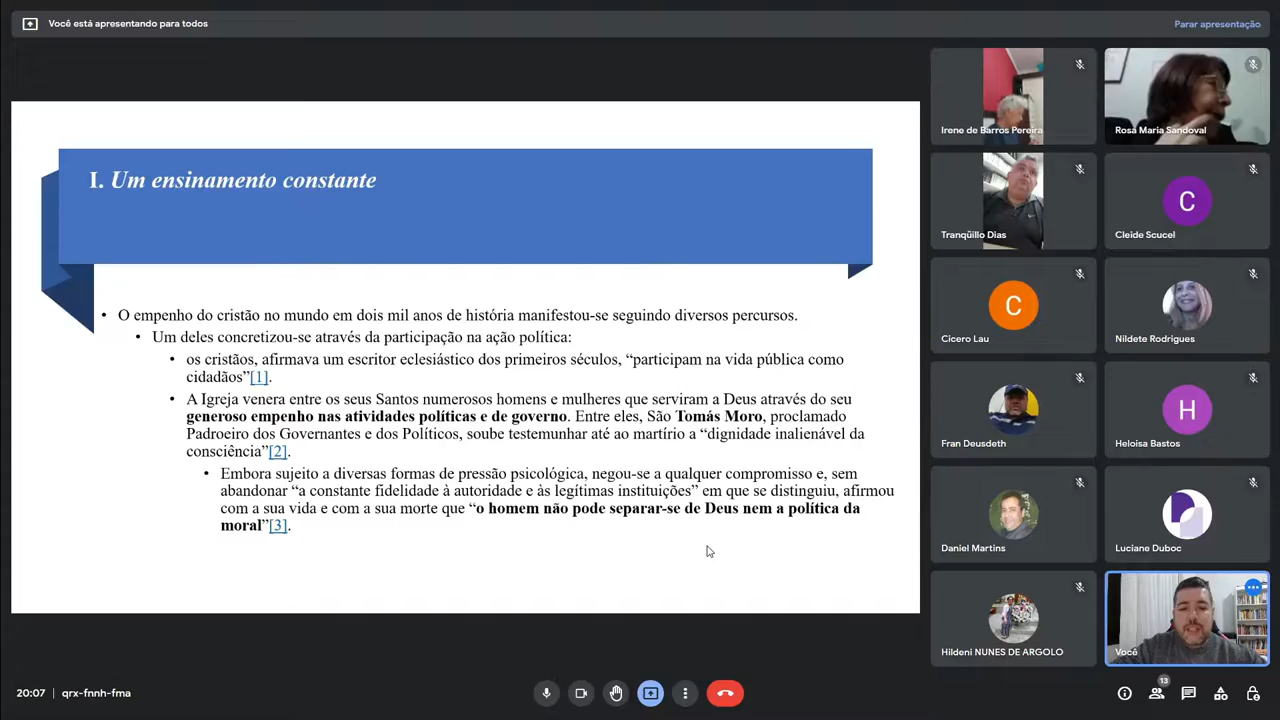 Você está apresentando para todos
Parar apresentação
I. Um ensinamento constante
• O empenho do cristão no mundo em dois mil anos de história manifestou-se seguindo diversos percursos.
• Um deles concretizou-se através da participação na ação política:
• os cristãos, afirmava um escritor eclesiástico dos primeiros séculos, “participam na vida pública como
cidadãos”[1].
• A Igreja venera entre os seus Santos numerosos homens e mulheres que serviram a Deus através do seu
generoso empenho nas atividades políticas e de governo. Entre eles, São Tomás Moro, proclamado
Padroeiro dos Governantes e dos Políticos, soube testemunhar até ao martírio a “dignidade inalienável da
consciência”[2].
• Embora sujeito a diversas formas de pressão psicológica, negou-se a qualquer compromisso e, sem
abandonar “a constante fidelidade à autoridade e às legítimas instituições” em que se distinguiu, afirmou
com a sua vida e com a sua morte que “o homem não pode separar-se de Deus nem a política da
moral”[3].
Irene de Barros Pereira
Rosa Maria Sandoval
Tranqüillo Dias
C
Cleide Scucel
C
Cicero Lau
Nildete Rodrigues
Fran Deusdeth
H
Heloisa Bastos
Daniel Martins
Luciane Duboc
Hildeni NUNES DE ARGOLO
Você
20:07
qrx-fnnh-fma
13